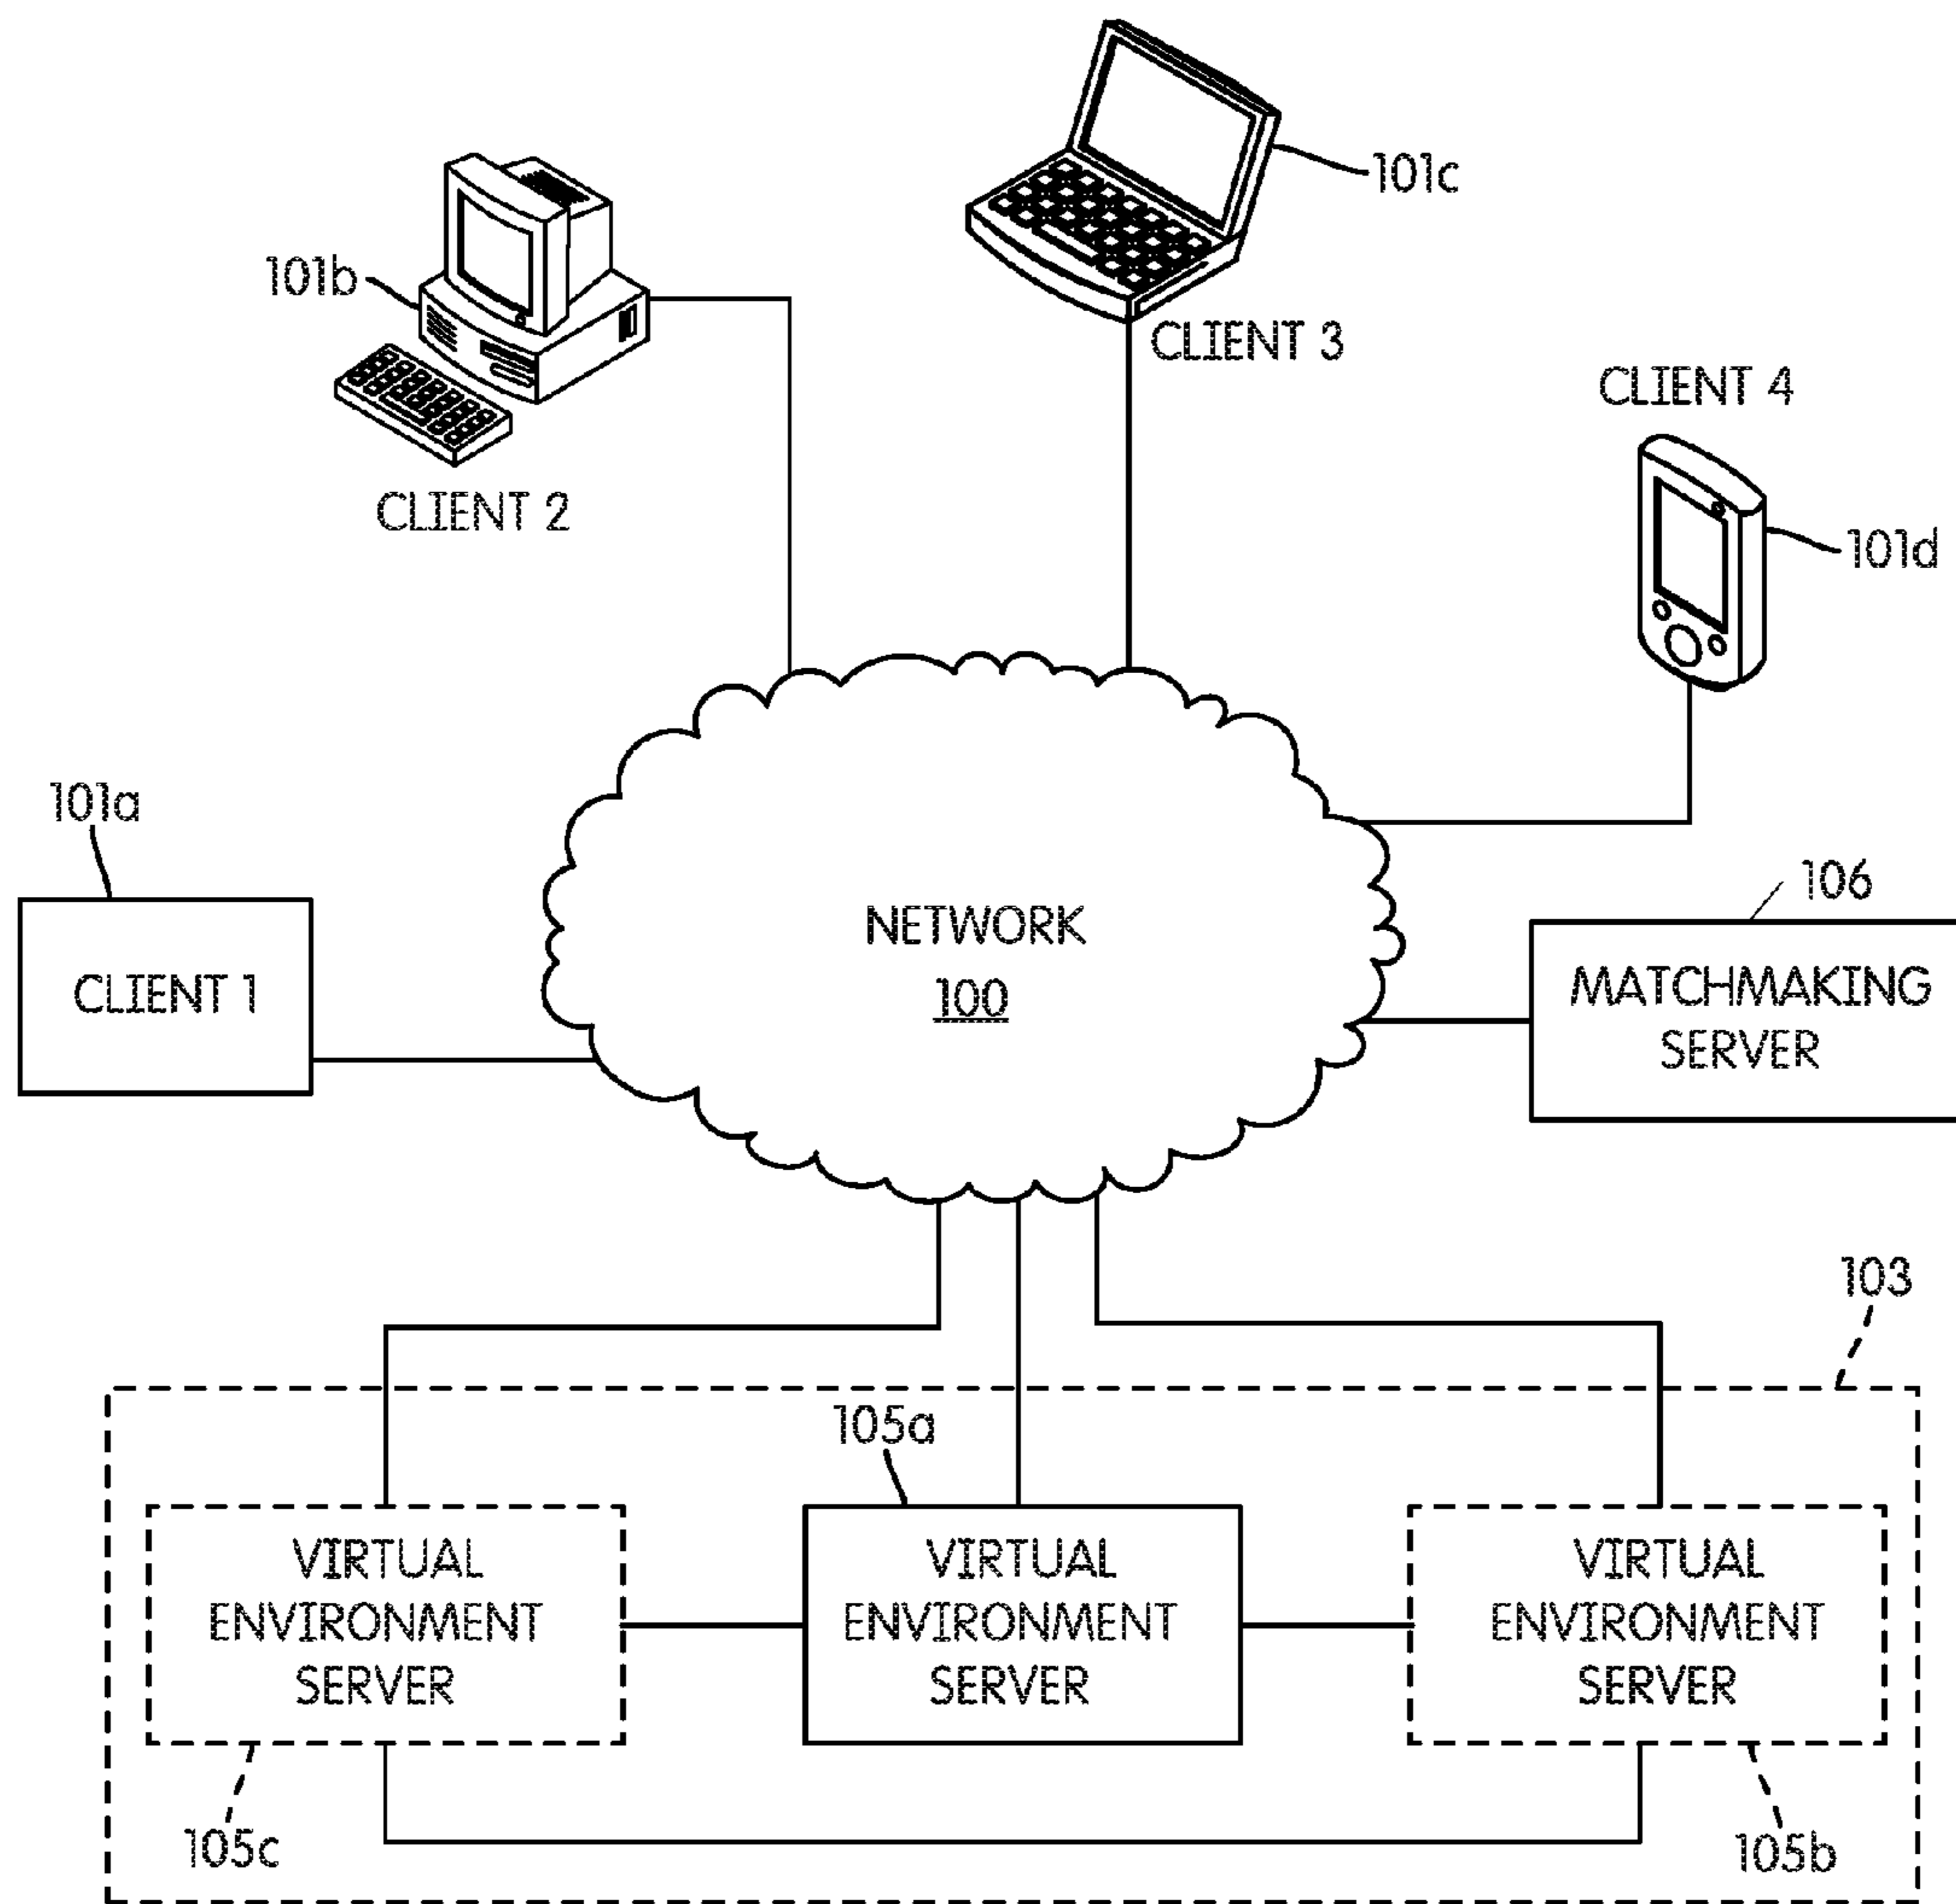 101c
101b
CLIENT 3
CLIENT 4
CLIENT 2
101d
101a
106
NETWORK
100
CLIENT 1
MATCHMAKING
SERVER
103
105a
VIRTUAL
ENVIRONMENT
SERVER
VIRTUAL
ENVIRONMENT
SERVER
VIRTUAL
ENVIRONMENT
SERVER
105c
105b